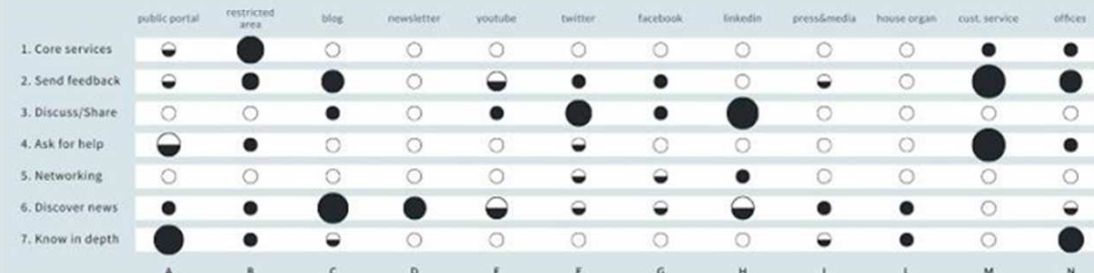 public portal restricted area blog newsletter youtube twitter facebook linkedin press&media house organ cust. service offices
1. Core services
2. Send feedback
3. Discuss/Share
4. Ask for help
5. Networking
6. Discover news
7. Know in depth
A B C D E F G H I L M N